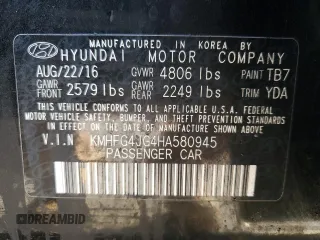 MANUFACTURED IN KOREA BY
HYUNDAI MOTOR COMPANY
AUG/22/16 GVWR 4806 lbs PAINT TB7
GAWR FRONT 2579 lbs GAWR REAR 2249 lbs TRIM YDA
THIS VEHICLE CONFORMS TO ALL APPLICABLE U.S.A. FEDERAL
MOTOR VEHICLE SAFETY, BUMPER, AND THEFT PREVENTION
STANDARDS IN EFFECT ON THE DATE OF MANUFACTURE SHOWN ABOVE.
V.I.N KMHFG4JG4HA580945
PASSENGER CAR
DIRTBIDDER